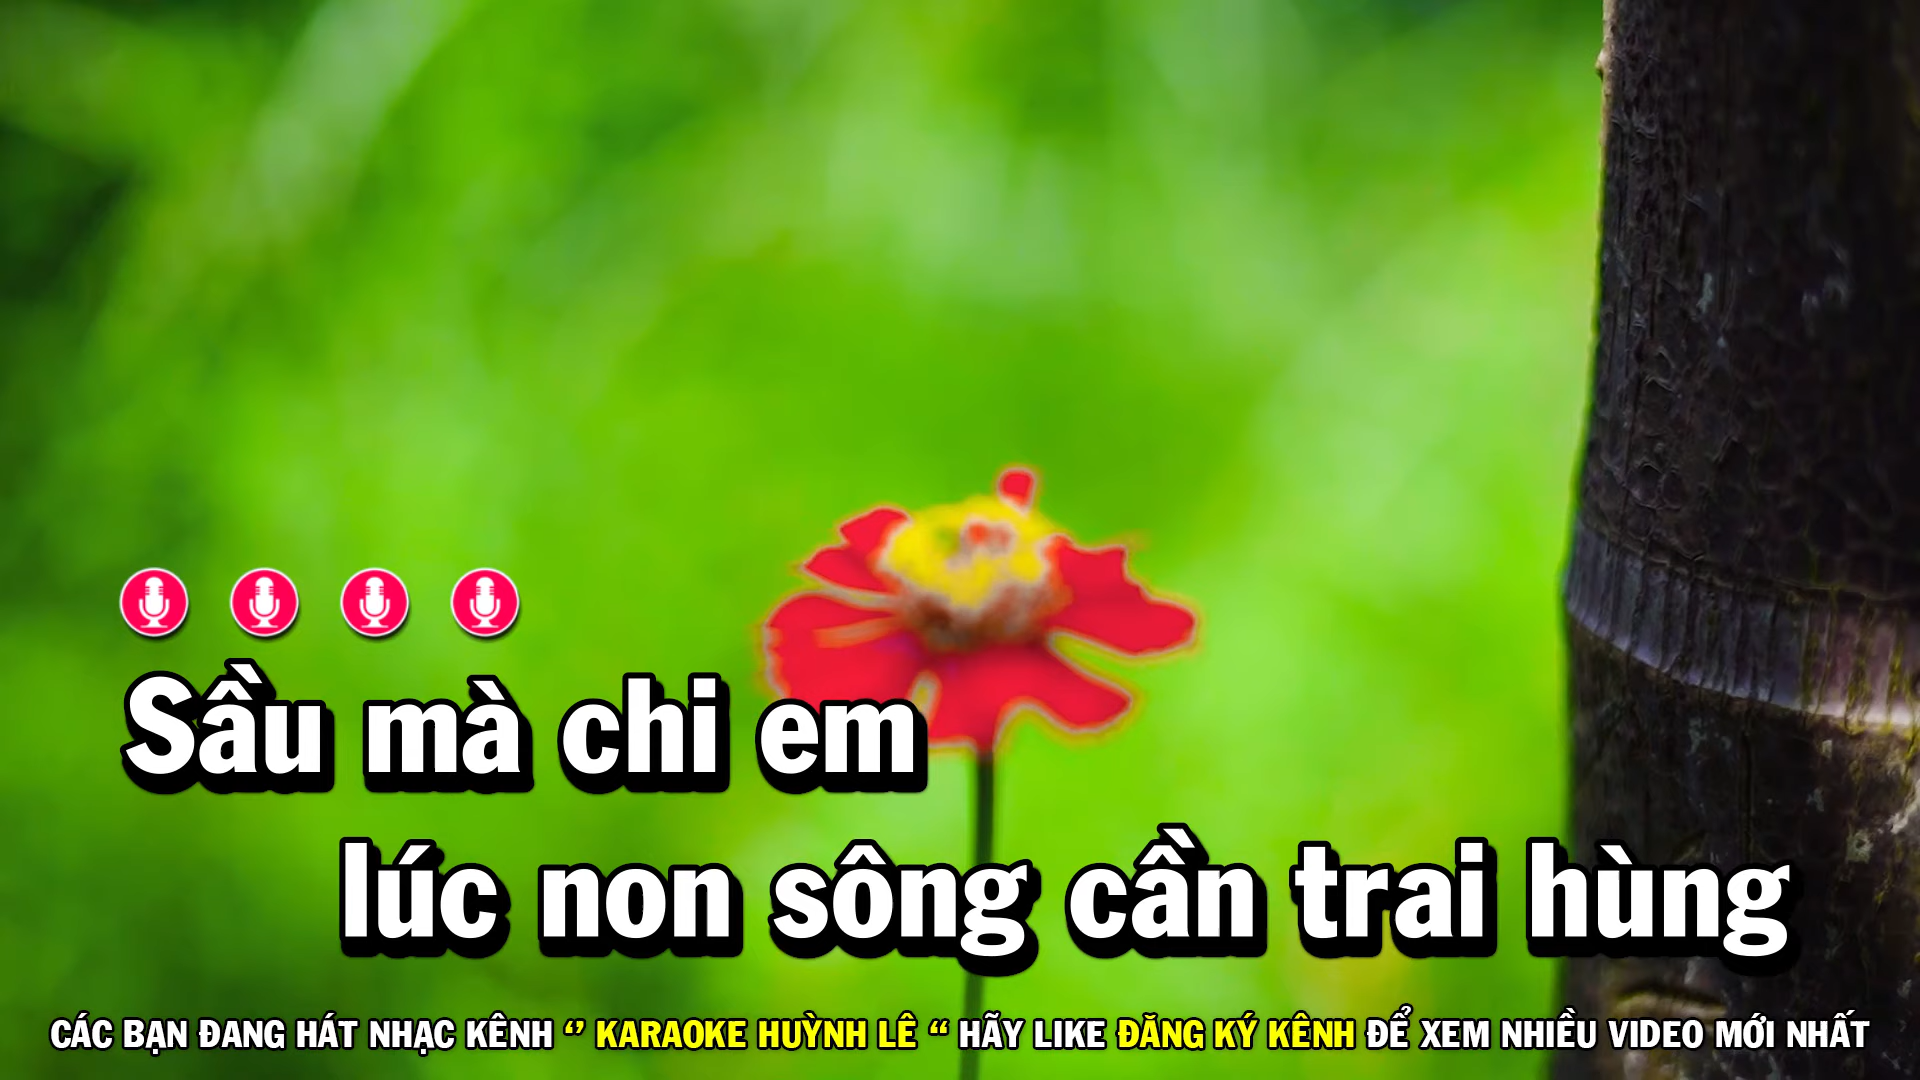 Sầu mà chi em
lúc non sông cần trai hùng
CÁC BẠN ĐANG HÁT NHẠC KÊNH ‘’ KARAOKE HUỲNH LÊ “ HÃY LIKE ĐĂNG KÝ KÊNH ĐỂ XEM NHIỀU VIDEO MỚI NHẤT